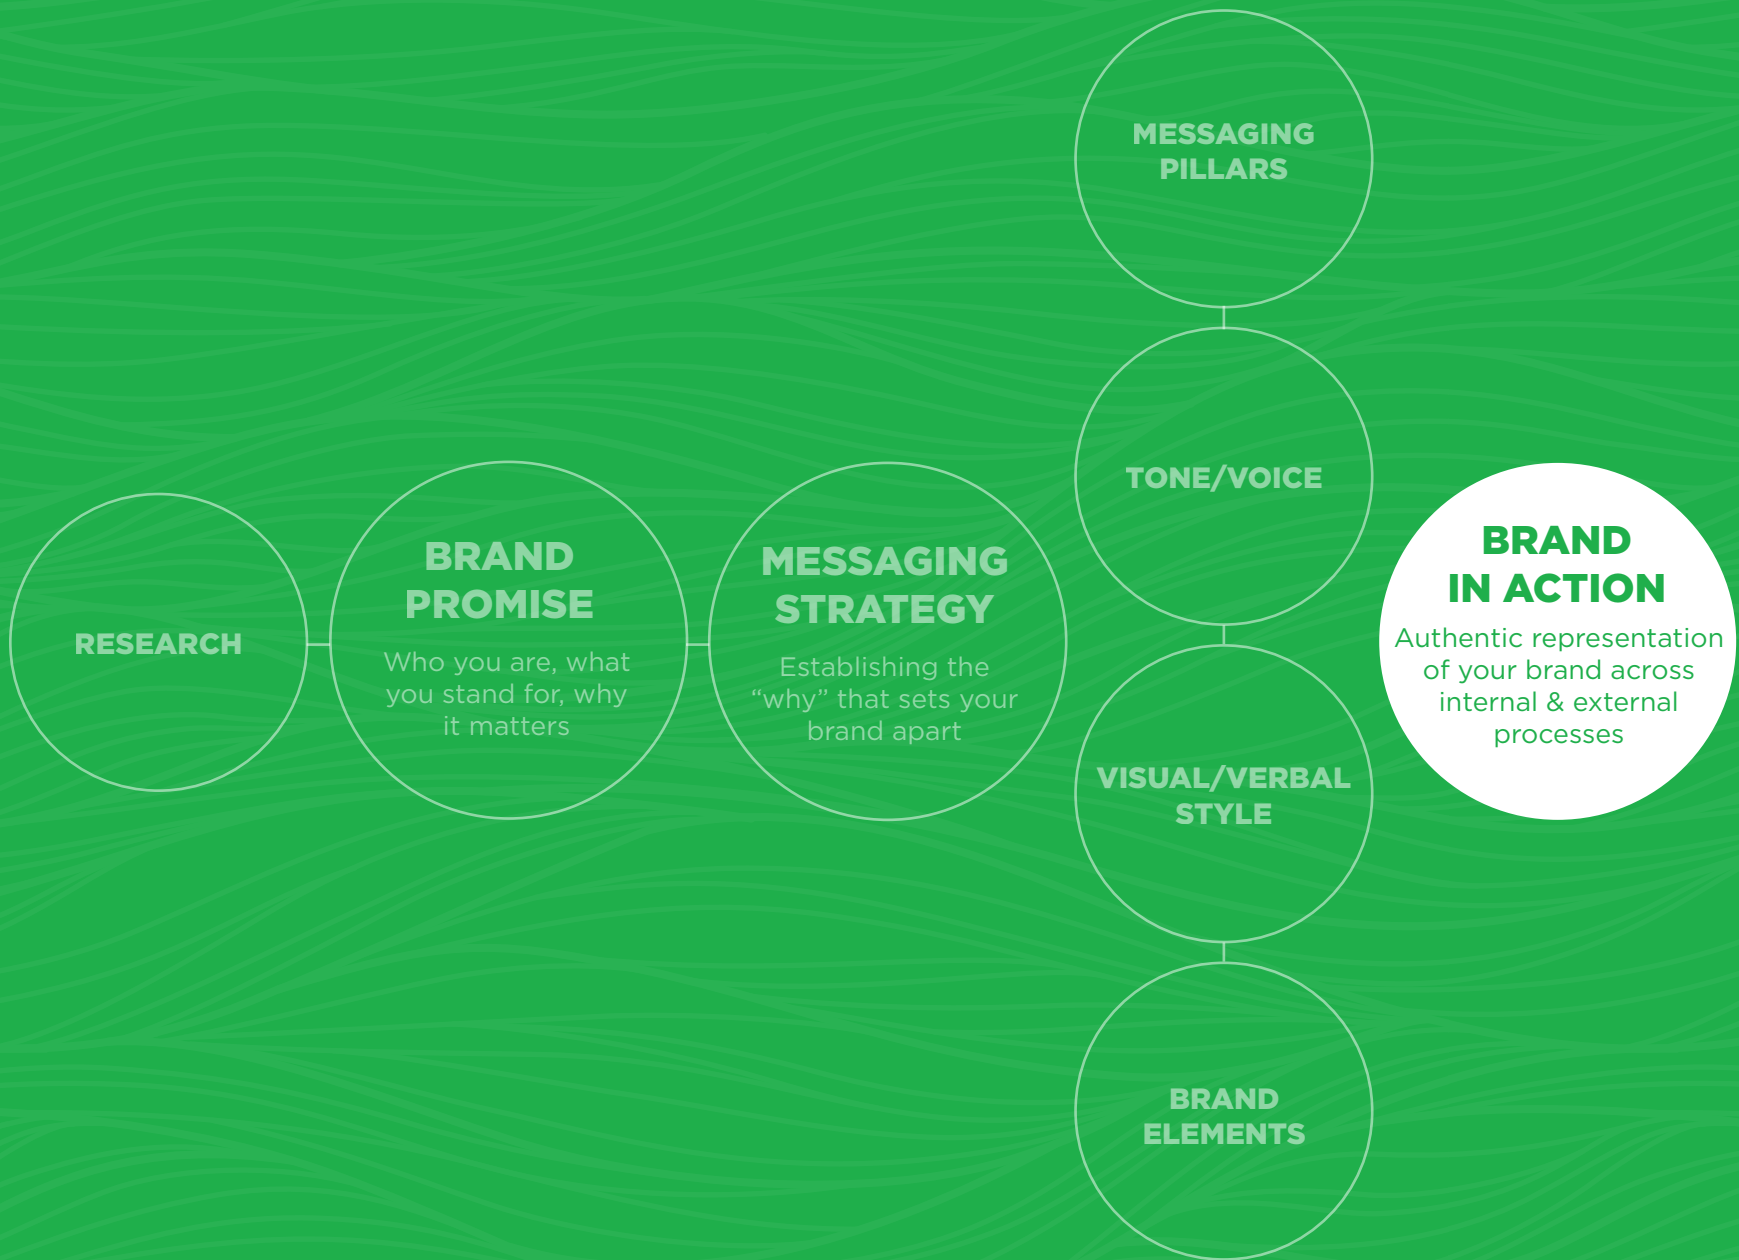 RESEARCH
BRAND
PROMISE
Who you are, what
you stand for, why
it matters
MESSAGING
STRATEGY
Establishing the
“why” that sets your
brand apart
MESSAGING
PILLARS
TONE/VOICE
VISUAL/VERBAL
STYLE
BRAND
ELEMENTS
BRAND
IN ACTION
Authentic representation
of your brand across
internal & external
processes